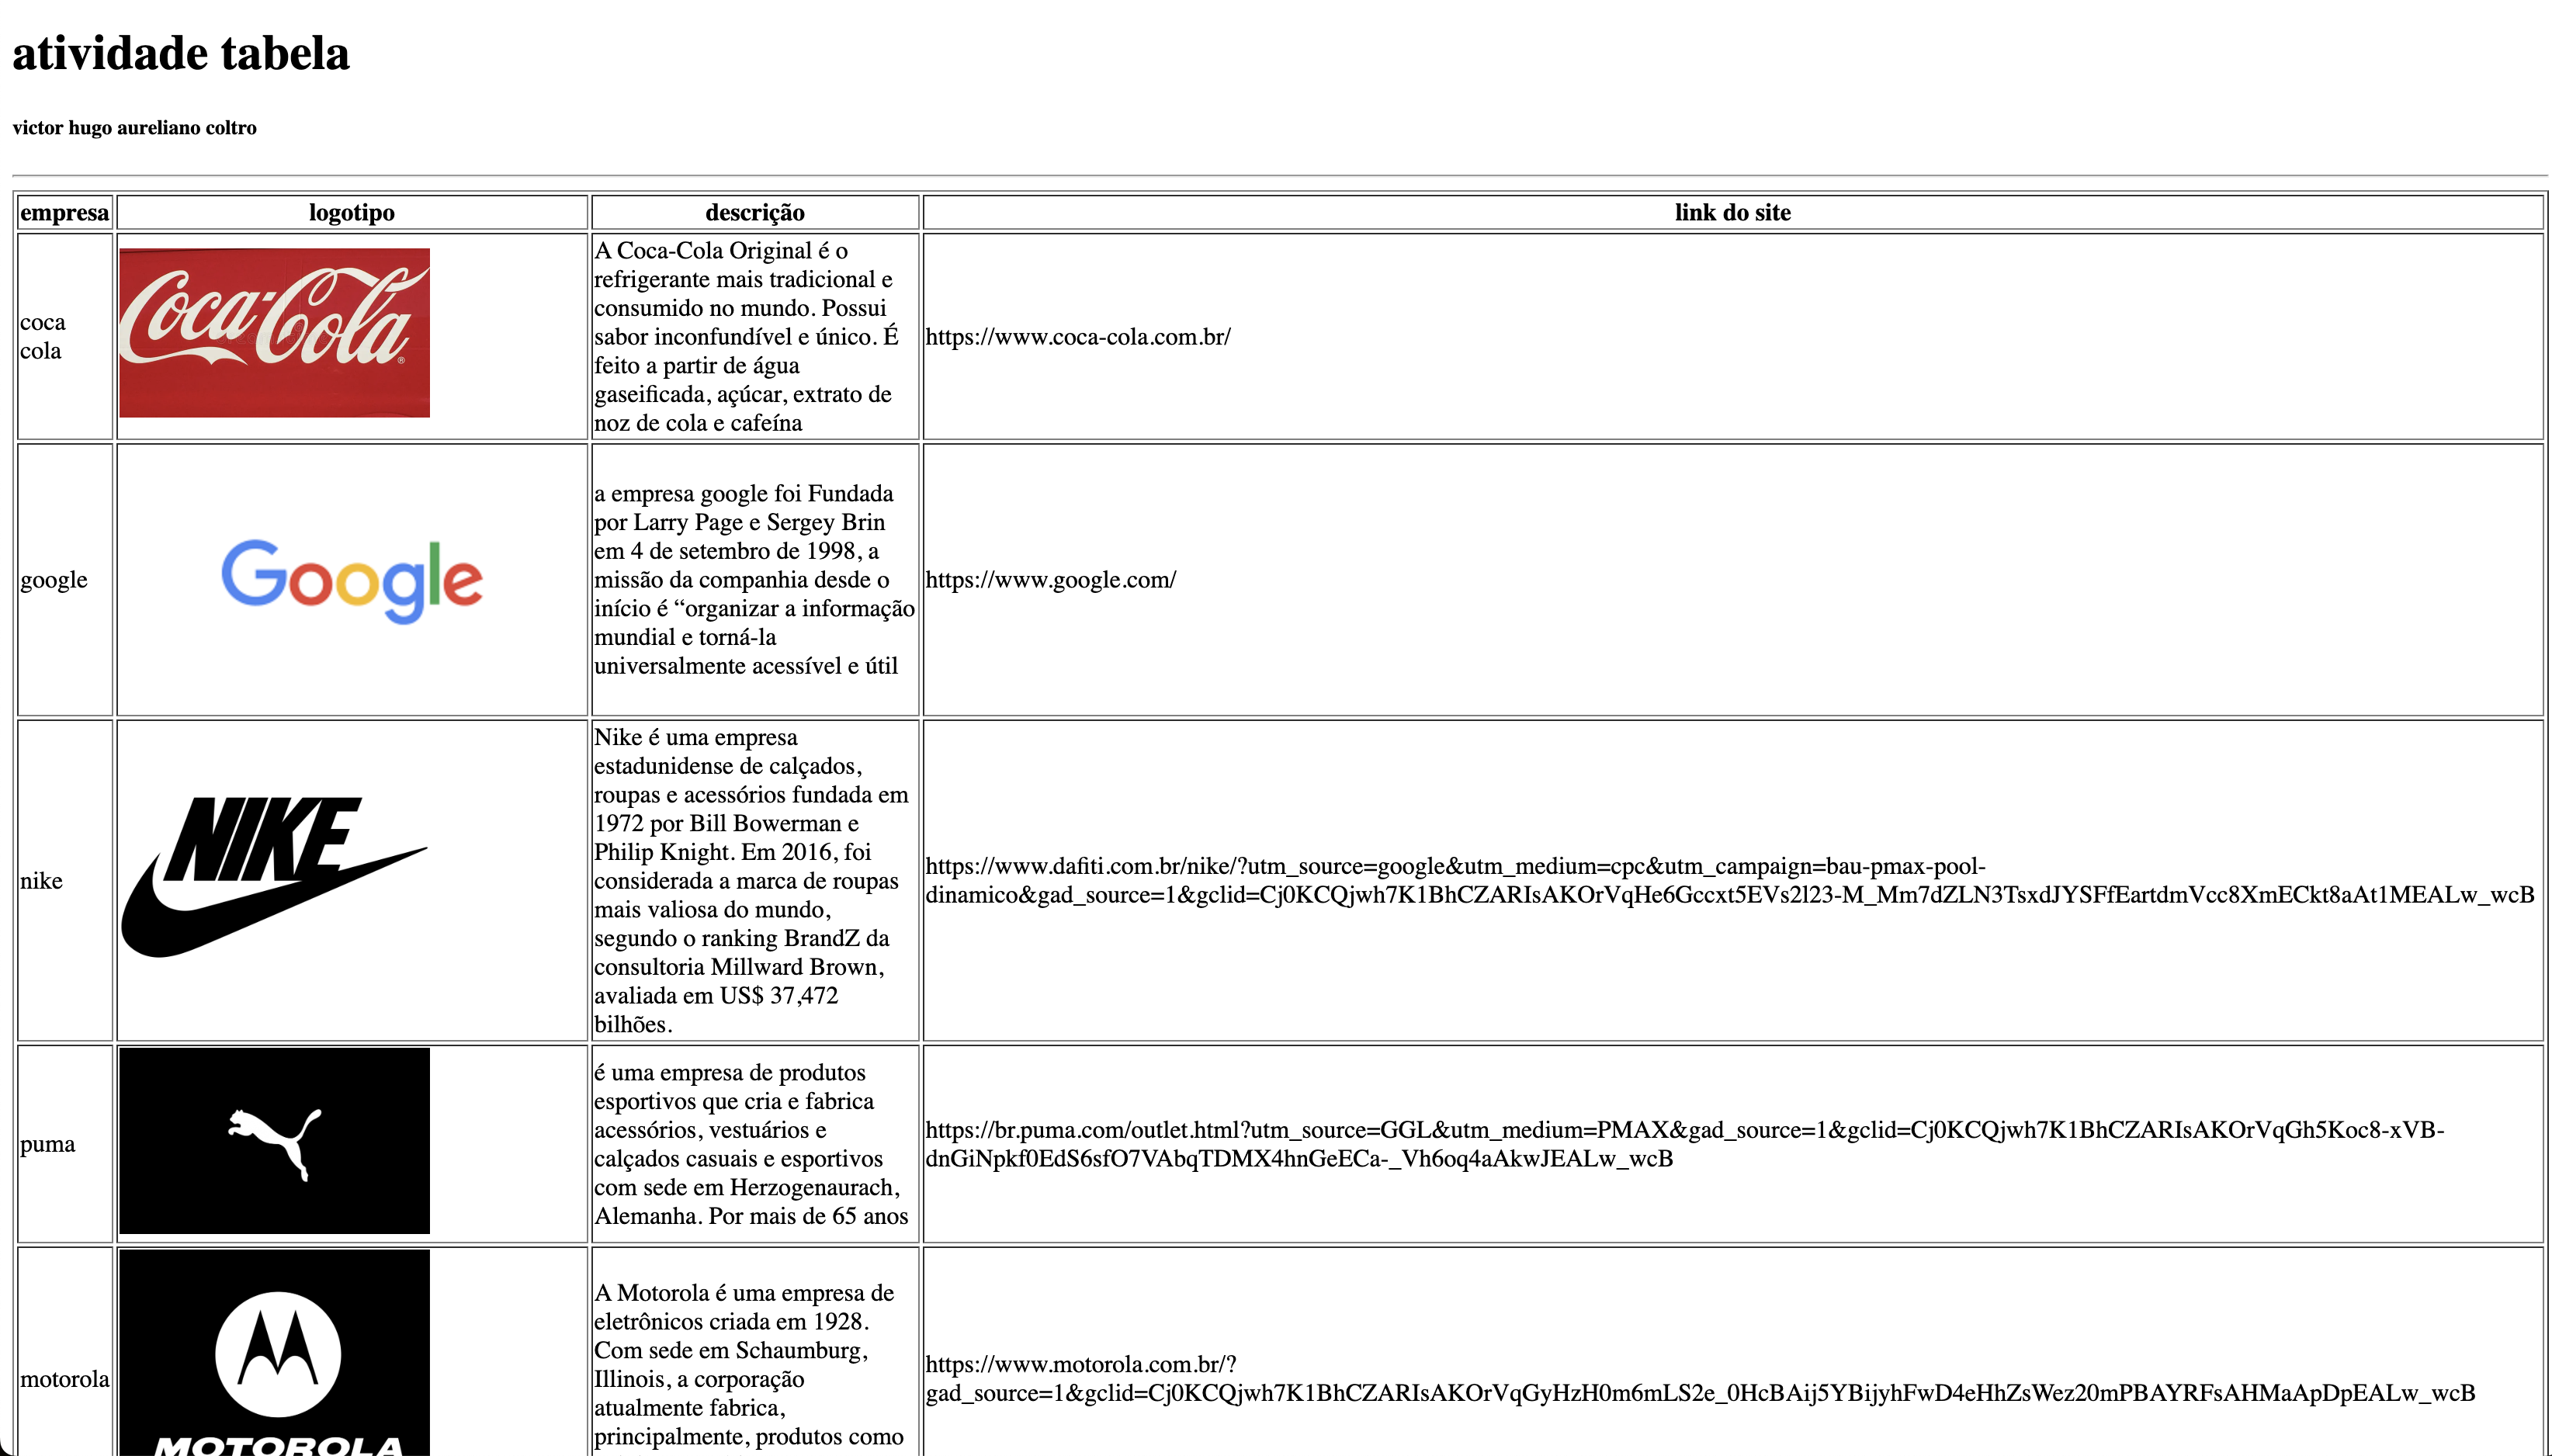 atividade tabela
victor hugo aureliano coltro
empresa
logotipo
descrição
link do site
coca
cola
Coca-Cola
®
A Coca-Cola Original é o
refrigerante mais tradicional e
consumido no mundo. Possui
sabor inconfundível e único. É
feito a partir de água
gaseificada, açúcar, extrato de
noz de cola e cafeína
https://www.coca-cola.com.br/
google
Google
a empresa google foi Fundada
por Larry Page e Sergey Brin
em 4 de setembro de 1998, a
missão da companhia desde o
início é “organizar a informação
mundial e torná-la
universalmente acessível e útil
https://www.google.com/
nike
NIKE
Nike é uma empresa
estadunidense de calçados,
roupas e acessórios fundada em
1972 por Bill Bowerman e
Philip Knight. Em 2016, foi
considerada a marca de roupas
mais valiosa do mundo,
segundo o ranking BrandZ da
consultoria Millward Brown,
avaliada em US$ 37,472
bilhões.
https://www.dafiti.com.br/nike/?utm_source=google&utm_medium=cpc&utm_campaign=bau-pmax-pool-
dinamico&gad_source=1&gclid=Cj0KCQjwh7K1BhCZARIsAKOrVqHe6Gccxt5EVs2l23-M_Mm7dZLN3TsxdJYSFfEartdmVcc8XmECkt8aAt1MEALw_wcB
puma
é uma empresa de produtos
esportivos que cria e fabrica
acessórios, vestuários e
calçados casuais e esportivos
com sede em Herzogenaurach,
Alemanha. Por mais de 65 anos
https://br.puma.com/outlet.html?utm_source=GGL&utm_medium=PMAX&gad_source=1&gclid=Cj0KCQjwh7K1BhCZARIsAKOrVqGh5Koc8-xVB-
dnGiNpkf0EdS6sfO7VAbqTDMX4hnGeECa-_Vh6oq4aAkwJEALw_wcB
motorola
MOTOROLA
A Motorola é uma empresa de
eletrônicos criada em 1928.
Com sede em Schaumburg,
Illinois, a corporação
atualmente fabrica,
principalmente, produtos como
https://www.motorola.com.br/?
gad_source=1&gclid=Cj0KCQjwh7K1BhCZARIsAKOrVqGyHzH0m6mLS2e_0HcBAij5YBijyhFwD4eHhZsWez20mPBAYRFsAHMaApDpEALw_wcB